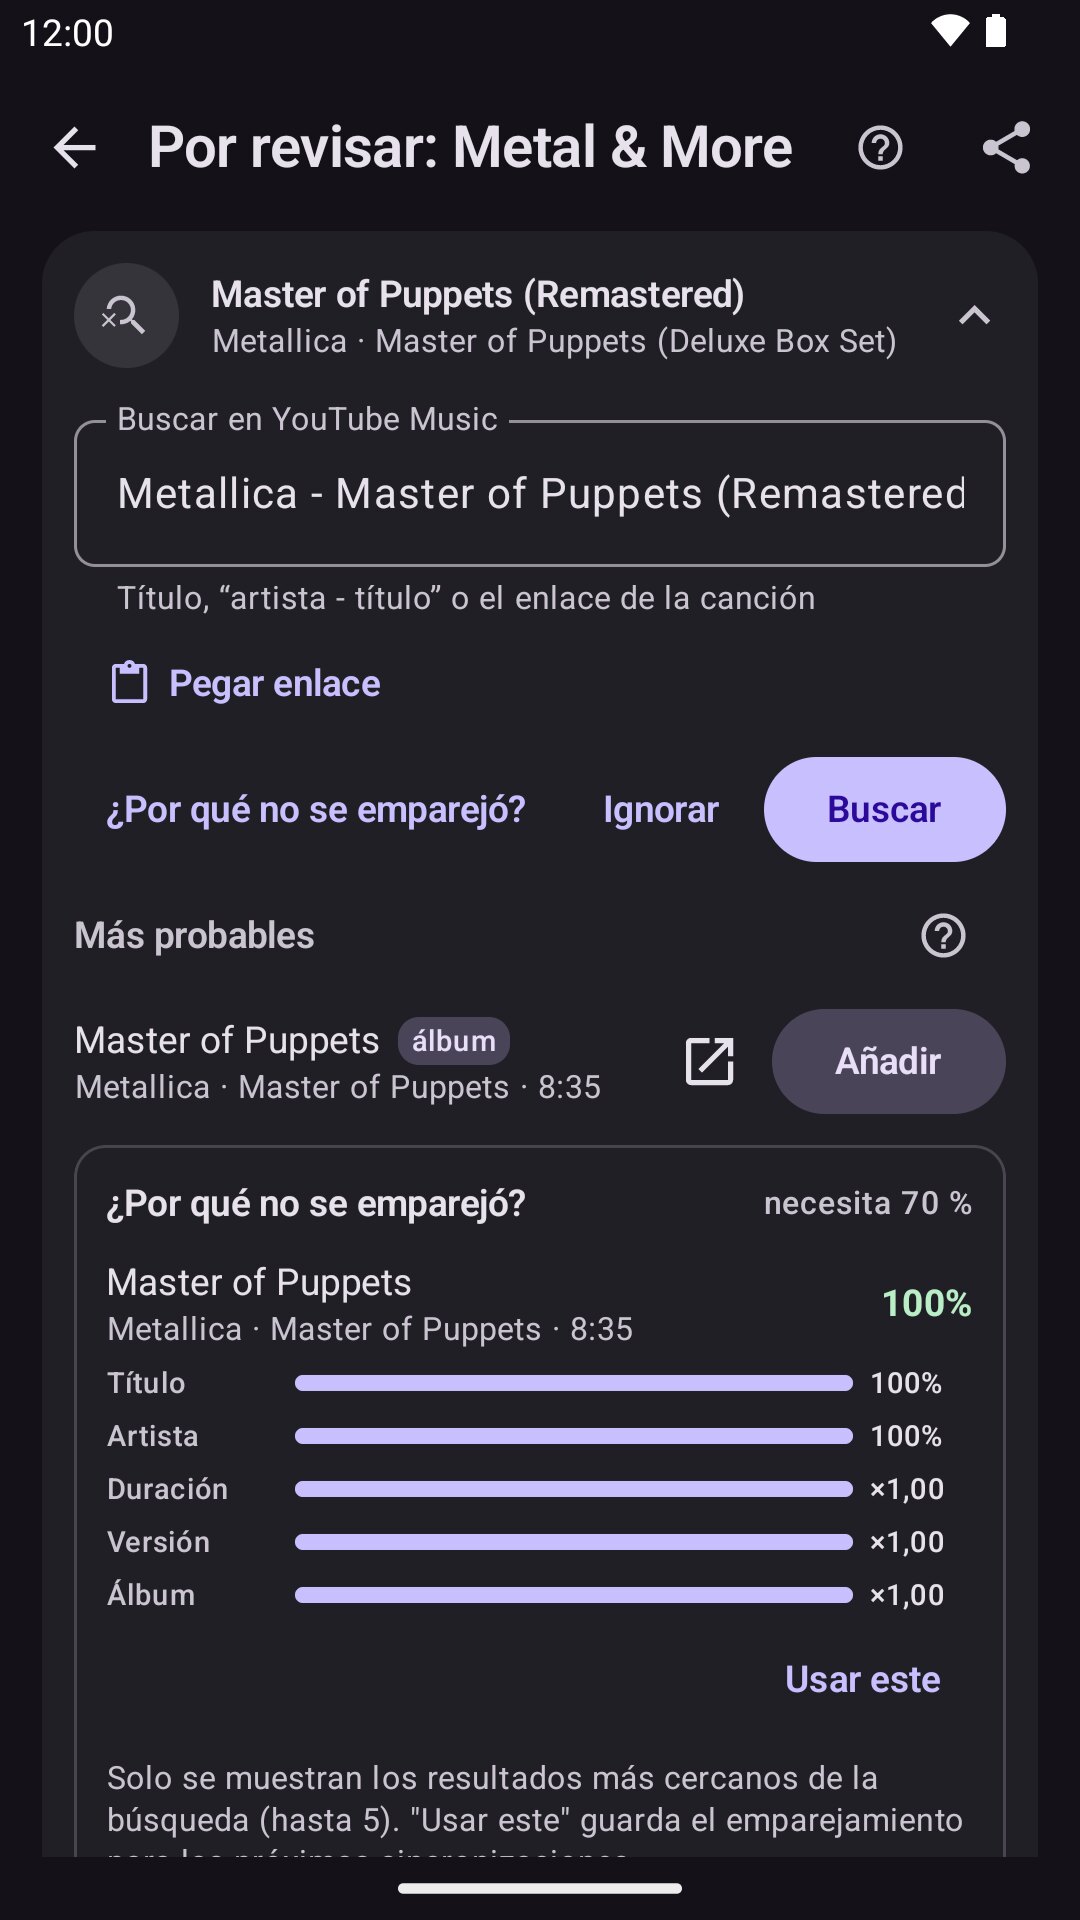 12:00
Por revisar: Metal & More
Master of Puppets (Remastered)
Metallica · Master of Puppets (Deluxe Box Set)
Buscar en YouTube Music
Metallica - Master of Puppets (Remastered
Título, “artista - título” o el enlace de la canción
Pegar enlace
¿Por qué no se emparejó?
Ignorar
Buscar
Más probables
Master of Puppets álbum
Metallica · Master of Puppets · 8:35
Añadir
¿Por qué no se emparejó?
necesita 70 %
Master of Puppets
Metallica · Master of Puppets · 8:35
100%
Título 100%
Artista 100%
Duración ×1,00
Versión ×1,00
Álbum ×1,00
Usar este
Solo se muestran los resultados más cercanos de la
búsqueda (hasta 5). "Usar este" guarda el emparejamiento